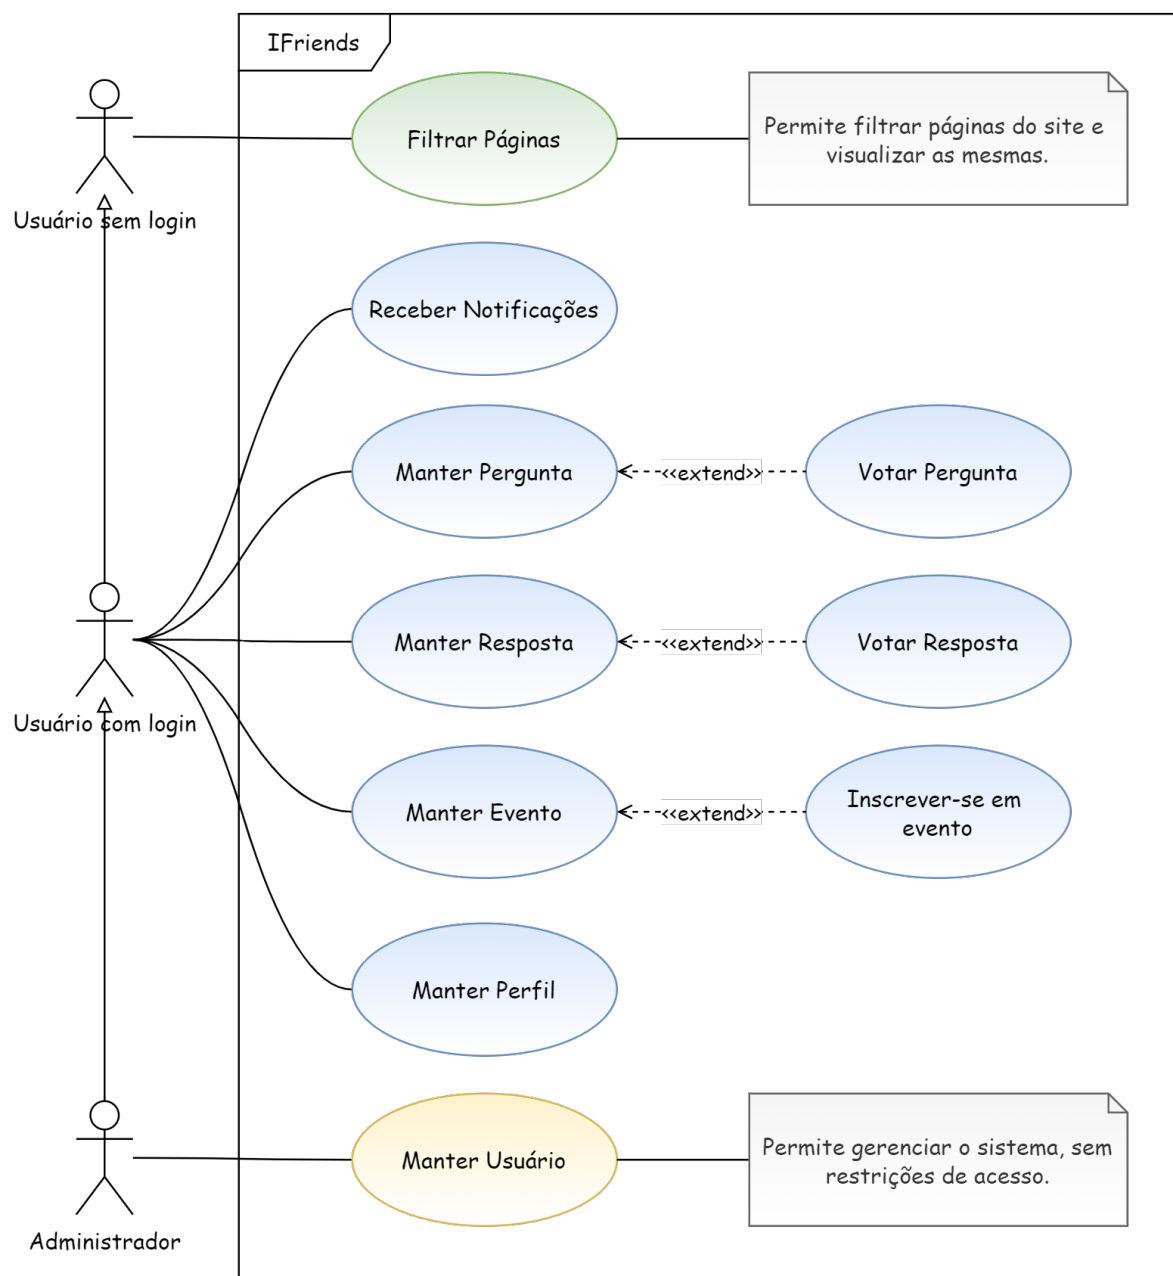 IFriends
Filtrar Páginas
Permite filtrar páginas do site e
visualizar as mesmas.
Usuário sem login
Receber Notificações
Manter Pergunta
<<extend>>
Votar Pergunta
Manter Resposta
<<extend>>
Votar Resposta
Usuário com login
Manter Evento
<<extend>>
Inscrever-se em
evento
Manter Perfil
Manter Usuário
Permite gerenciar o sistema, sem
restrições de acesso.
Administrador